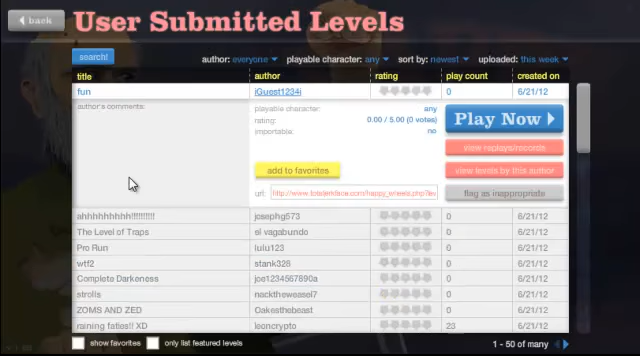 back
User Submitted Levels
search!
author: everyone playable character: any sort by: newest uploaded: this week
title author rating play count created on
fun iGuest1234i 0 6/21/12
author's comments:
playable character: any
rating: 0.00 / 5.00 (0 votes)
importable: no
Play Now
view replays/records
add to favorites
view levels by this author
url: http://www.totaljerkface.com/happy_wheels.php?lev
flag as inappropriate
ahhhhhhhhh!!!!!!!!!! josephg573 0 6/21/12
The Level of Traps el vagabundo 0 6/21/12
Pro Run lulu123 0 6/21/12
wtf2 stank328 0 6/21/12
Complete Darkness joe1234567890a 0 6/21/12
strolls nacktheweasel7 0 6/21/12
ZOMS AND ZED Oakesthebeast 0 6/21/12
raining faties!! XD leoncrypto 23 6/21/12
show favorites only list featured levels 1 - 50 of many